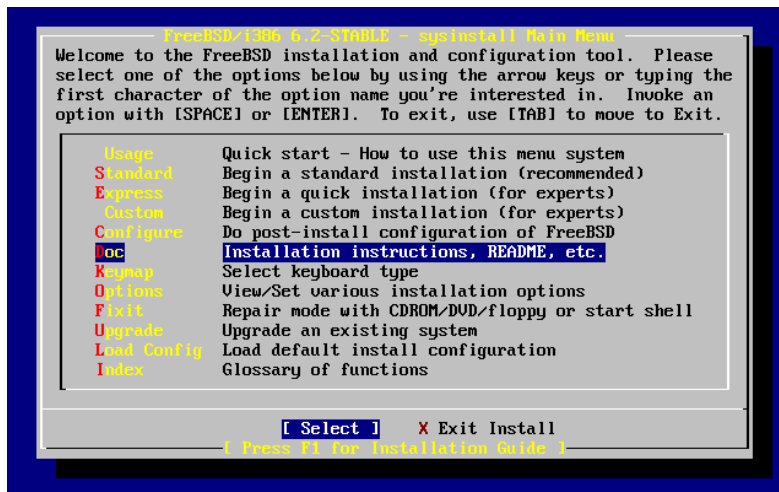 FreeBSD/i386 6.2-STABLE - sysinstall Main Menu
Welcome to the FreeBSD installation and configuration tool. Please
select one of the options below by using the arrow keys or typing the
first character of the option name you're interested in. Invoke an
option with [SPACE] or [ENTER]. To exit, use [TAB] to move to Exit.
Usage Quick start - How to use this menu system
Standard Begin a standard installation (recommended)
Express Begin a quick installation (for experts)
Custom Begin a custom installation (for experts)
Configure Do post-install configuration of FreeBSD
Doc Installation instructions, README, etc.
Keymap Select keyboard type
Options View/Set various installation options
Fixit Repair mode with CDROM/DVD/floppy or start shell
Upgrade Upgrade an existing system
Load Config Load default install configuration
Index Glossary of functions
[ Select ] X Exit Install
[ Press F1 for Installation Guide ]